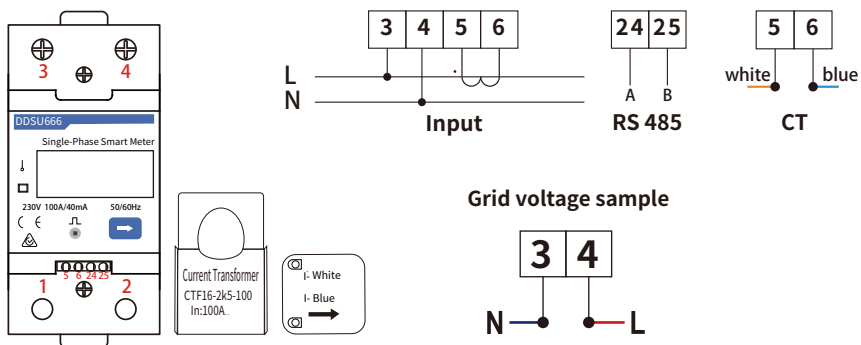 3 4
DDSU666
Single-Phase Smart Meter
230V 100A/40mA 50/60Hz
CE
5 6 24 25
1 2
Current Transformer
CTF16-2k5-100
In:100A
I- White
I- Blue
3 4 5 6
L
N
Input
24 25
A B
RS 485
5 6
white blue
CT
Grid voltage sample
3 4
N L